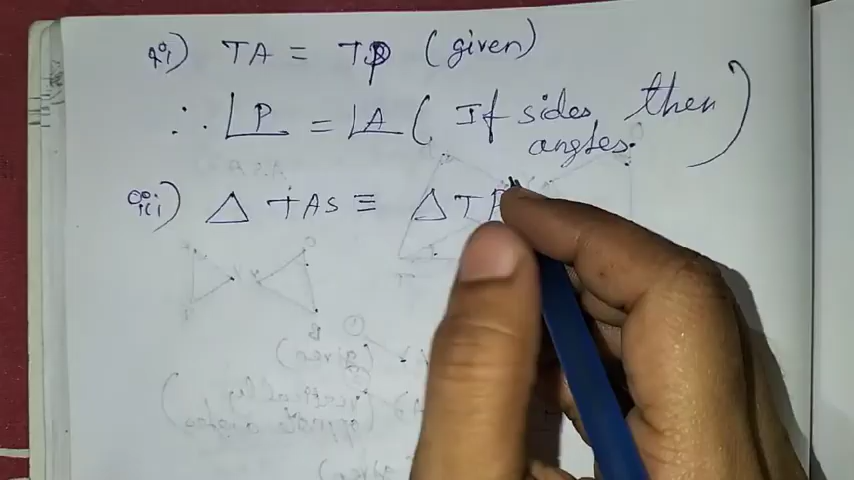 ii) TA = TP (given)
∴ ∠P = ∠A ( If sides, then
angles. )
iii) △ TAS ≡ △ TP